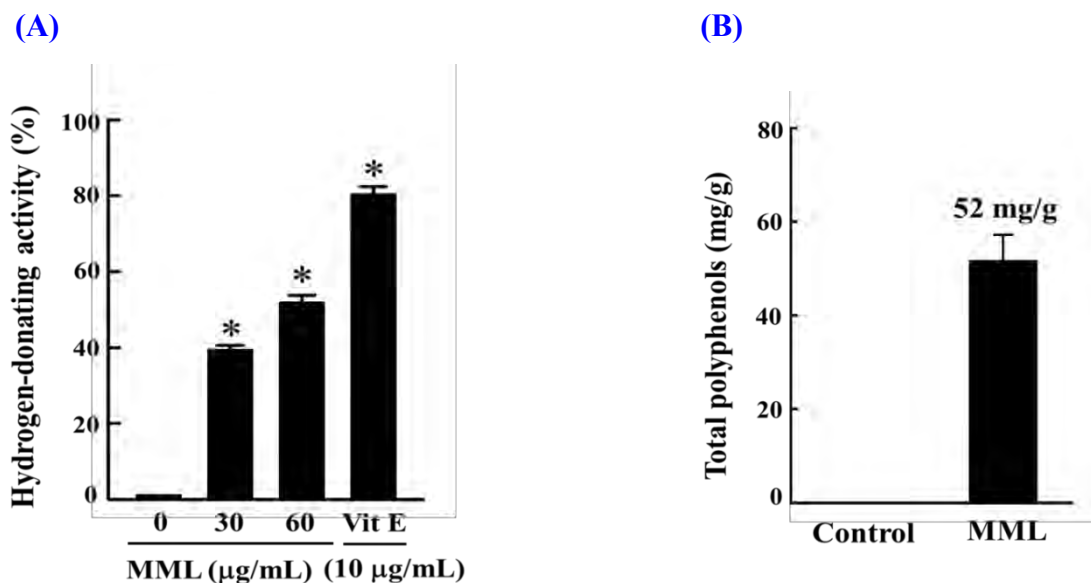 (A)
Hydrogen-donating activity (%)
100
80
60
40
20
0
*
*
*
0 30 60 Vit E
MML (μg/mL) (10 μg/mL)
(B)
Total polyphenols (mg/g)
80
60
40
20
0
52 mg/g
Control MML